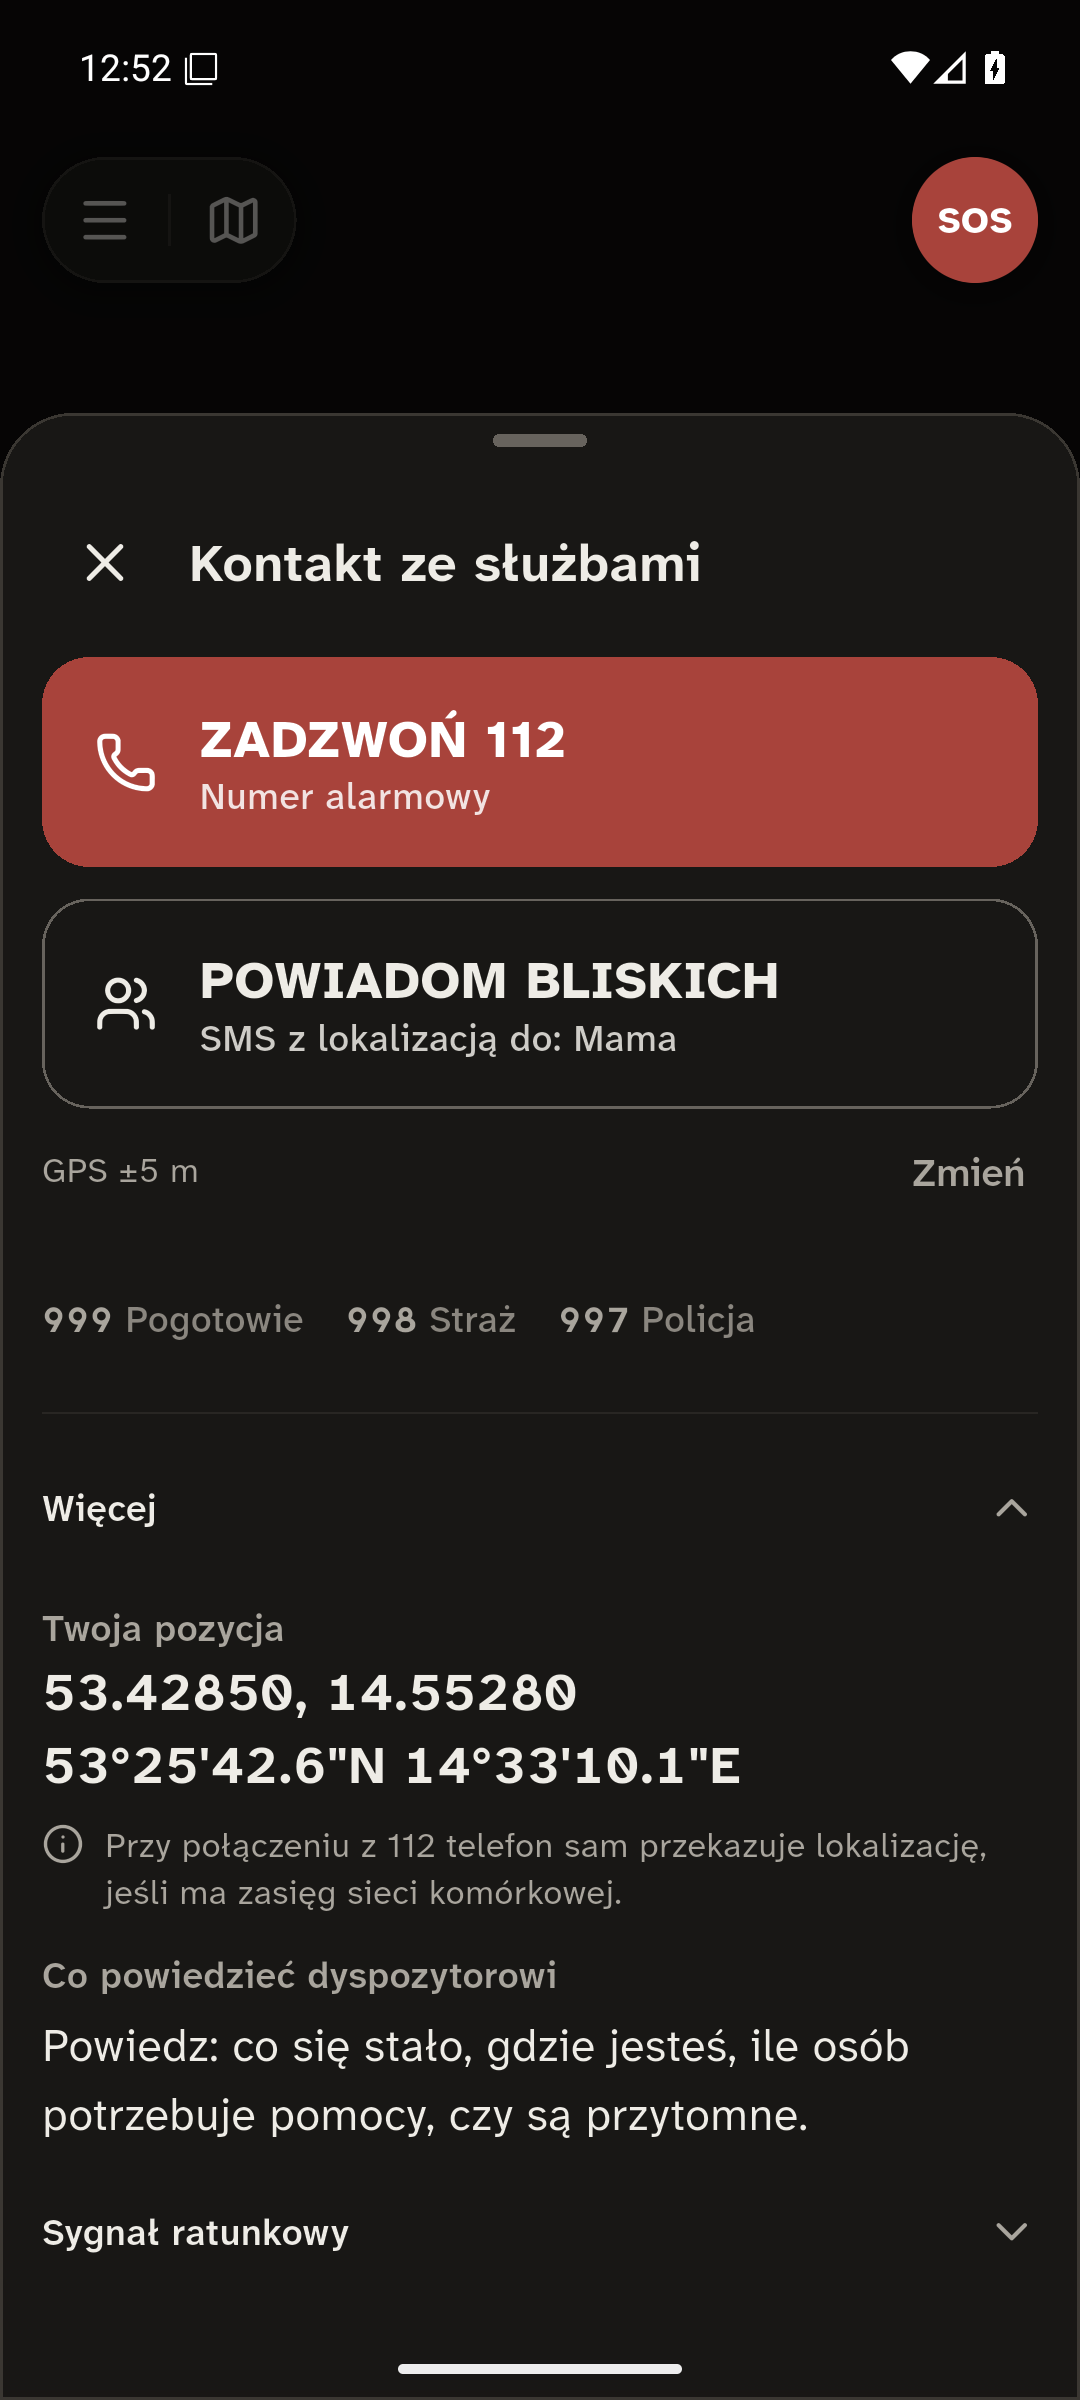 12:52
SOS
Kontakt ze służbami
ZADZWOŃ 112
Numer alarmowy
POWIADOM BLISKICH
SMS z lokalizacją do: Mama
GPS ±5 m
Zmień
999 Pogotowie 998 Straż 997 Policja
Więcej
Twoja pozycja
53.42850, 14.55280
53°25'42.6"N 14°33'10.1"E
Przy połączeniu z 112 telefon sam przekazuje lokalizację,
jeśli ma zasięg sieci komórkowej.
Co powiedzieć dyspozytorowi
Powiedz: co się stało, gdzie jesteś, ile osób
potrzebuje pomocy, czy są przytomne.
Sygnał ratunkowy